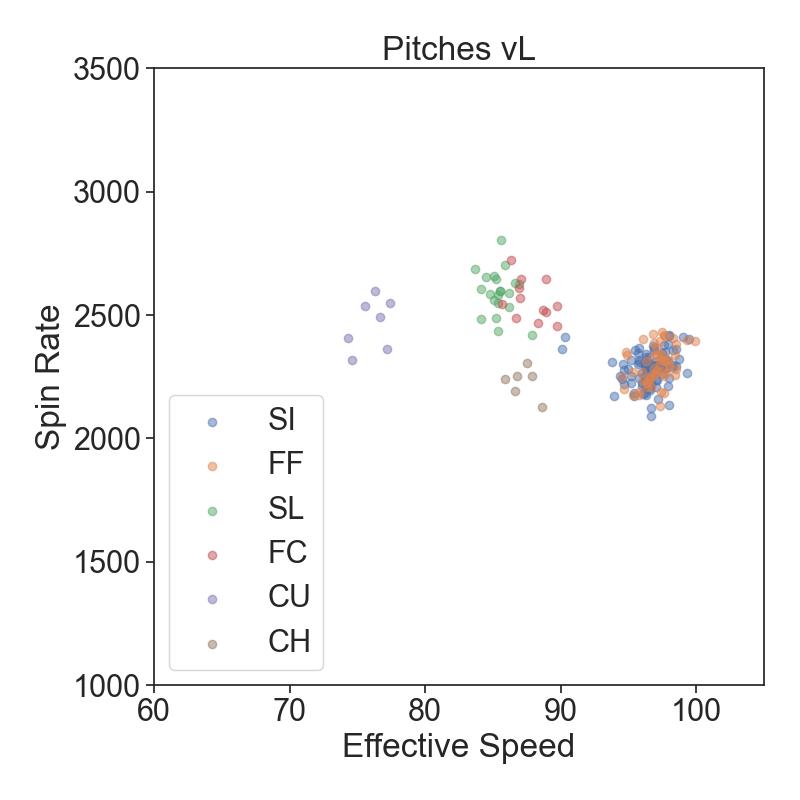 Pitches vL
3500
3000
2500
2000
1500
1000
Spin Rate
SI
FF
SL
FC
CU
CH
60 70 80 90 100
Effective Speed